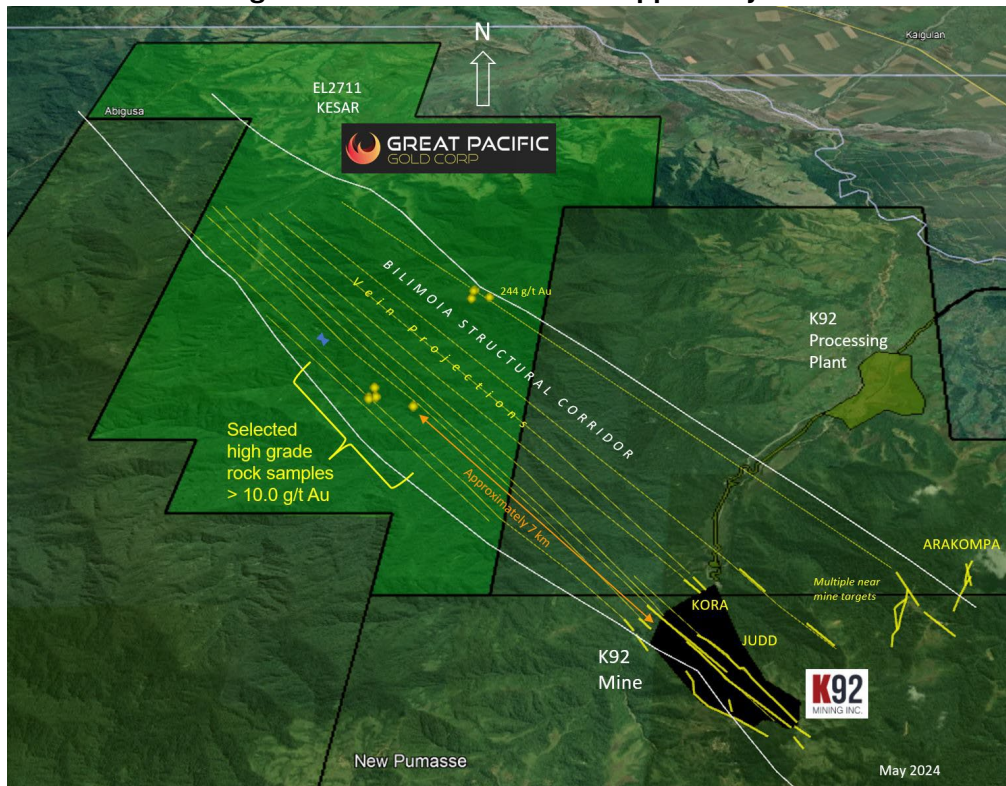 N
Kaigulan
EL2711
KESAR
Abigusa
GREAT PACIFIC
GOLD CORP
244 g/t Au
BILIMOIA STRUCTURAL CORRIDOR
Vein Projections
K92
Processing
Plant
Selected
high grade
rock samples
> 10.0 g/t Au
Approximately 7 km
ARAKOMPA
Multiple near
mine targets
KORA
JUDD
K92
Mine
K92
MINING INC.
New Pumasse
May 2024